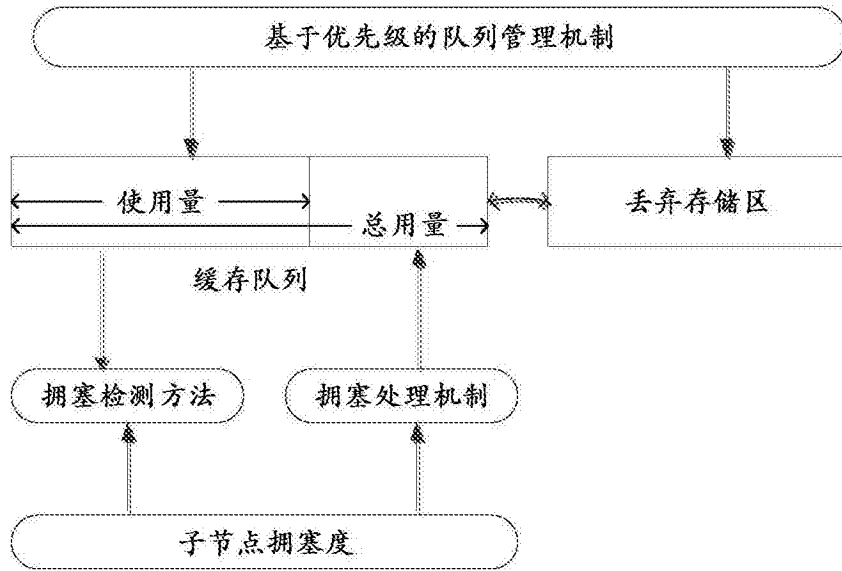 基于优先级的队列管理机制
使用量
总用量
丢弃存储区
缓存队列
拥塞检测方法
拥塞处理机制
子节点拥塞度